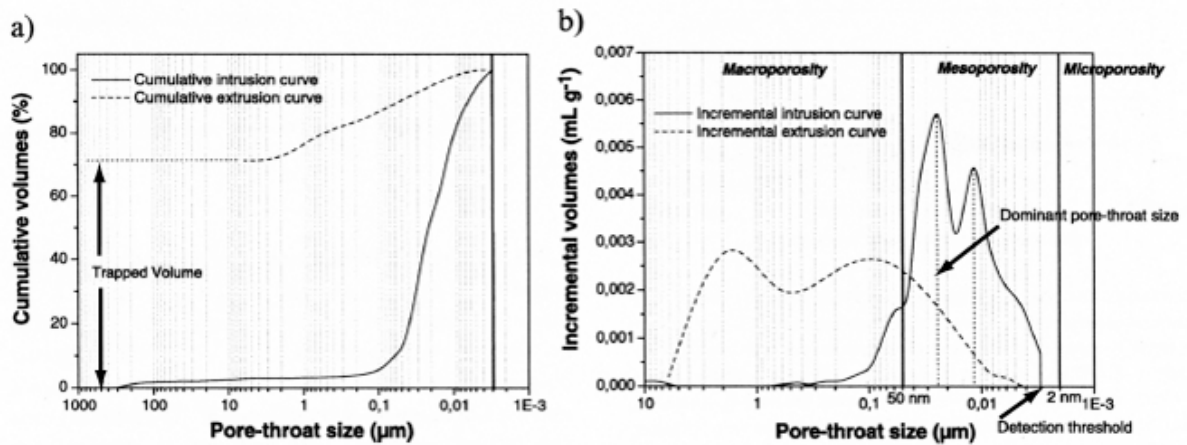 a)
Cumulative intrusion curve
Cumulative extrusion curve
Trapped Volume
Cumulative volumes (%)
100
80
60
40
20
0
1000
100
10
1
0,1
0,01
1E-3
Pore-throat size (µm)
b)
Macroporosity
Mesoporosity
Microporosity
Incremental intrusion curve
Incremental extrusion curve
Dominant pore-throat size
Incremental volumes (mL g⁻¹)
0,007
0,006
0,005
0,004
0,003
0,002
0,001
0,000
10
1
0,1
50 nm
0,01
2 nm
1E-3
Pore-throat size (µm)
Detection threshold